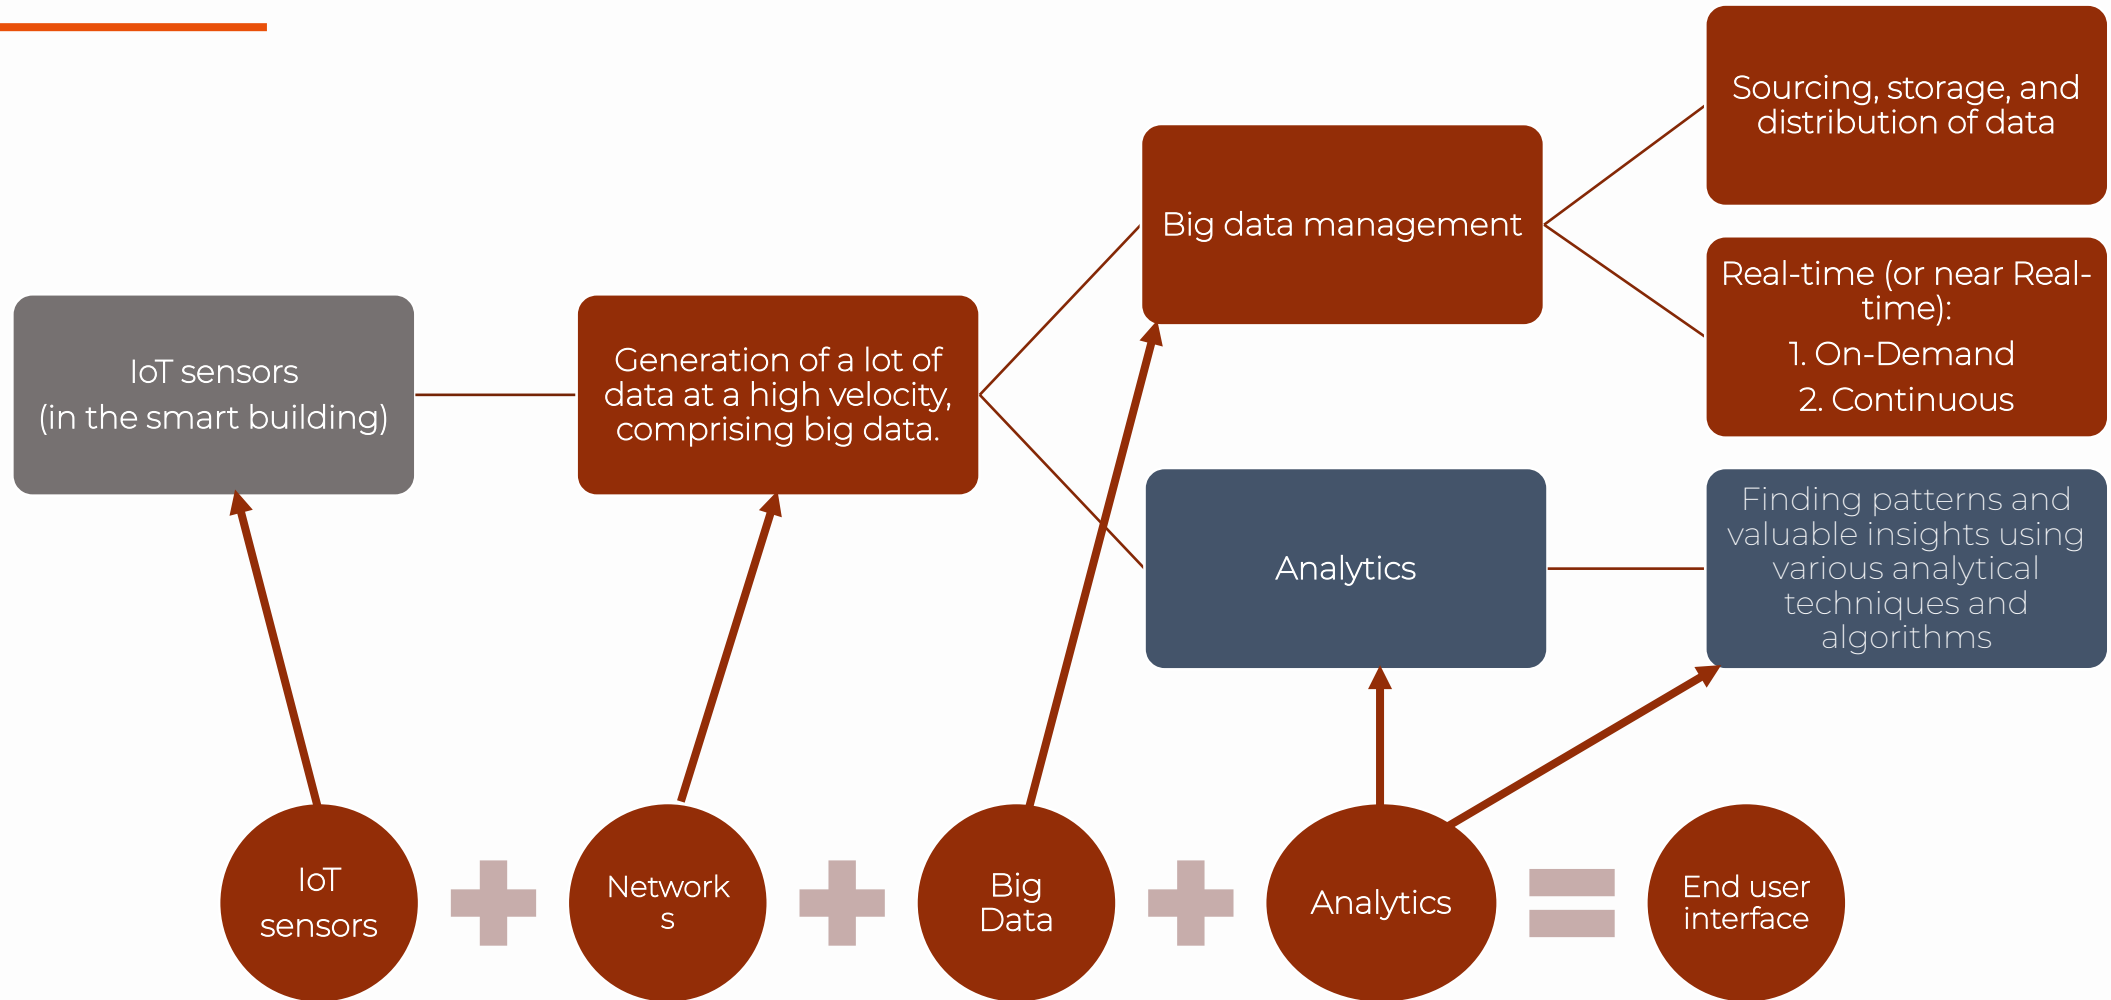 IoT sensors
(in the smart building)
Generation of a lot of
data at a high velocity,
comprising big data.
Big data management
Sourcing, storage, and
distribution of data
Real-time (or near Real-
time):
1. On-Demand
2. Continuous
Analytics
Finding patterns and
valuable insights using
various analytical
techniques and
algorithms
IoT
sensors
Network
s
Big
Data
Analytics
End user
interface